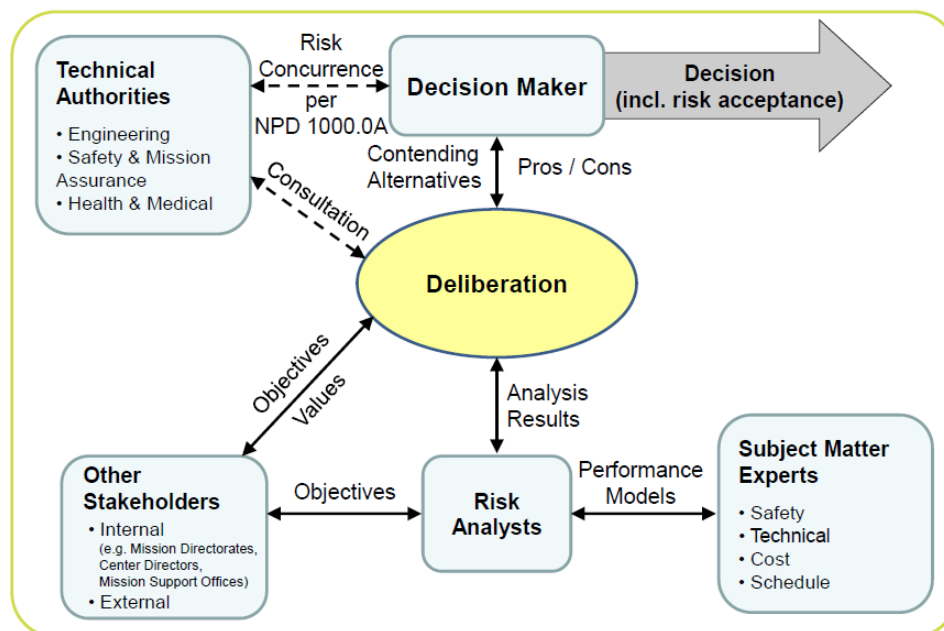 Technical
Authorities
• Engineering
• Safety & Mission
Assurance
• Health & Medical
Risk
Concurrence
per
NPD 1000.0A
Decision Maker
Decision
(incl. risk acceptance)
Contending
Alternatives
Pros / Cons
Consultation
Deliberation
Objectives
Values
Analysis
Results
Other
Stakeholders
• Internal
(e.g. Mission Directorates,
Center Directors,
Mission Support Offices)
• External
Objectives
Risk
Analysts
Performance
Models
Subject Matter
Experts
• Safety
• Technical
• Cost
• Schedule